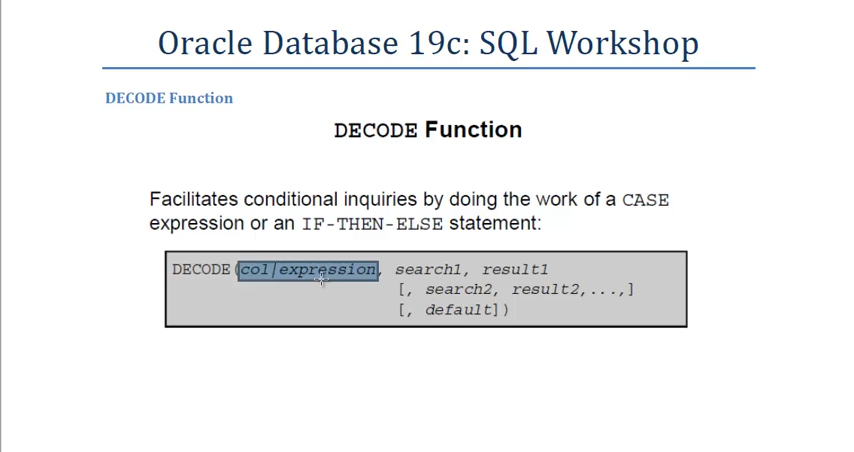 Oracle Database 19c: SQL Workshop
DECODE Function
DECODE Function
Facilitates conditional inquiries by doing the work of a CASE
expression or an IF-THEN-ELSE statement:
DECODE(col|expression, search1, result1
[, search2, result2,...,]
[, default])